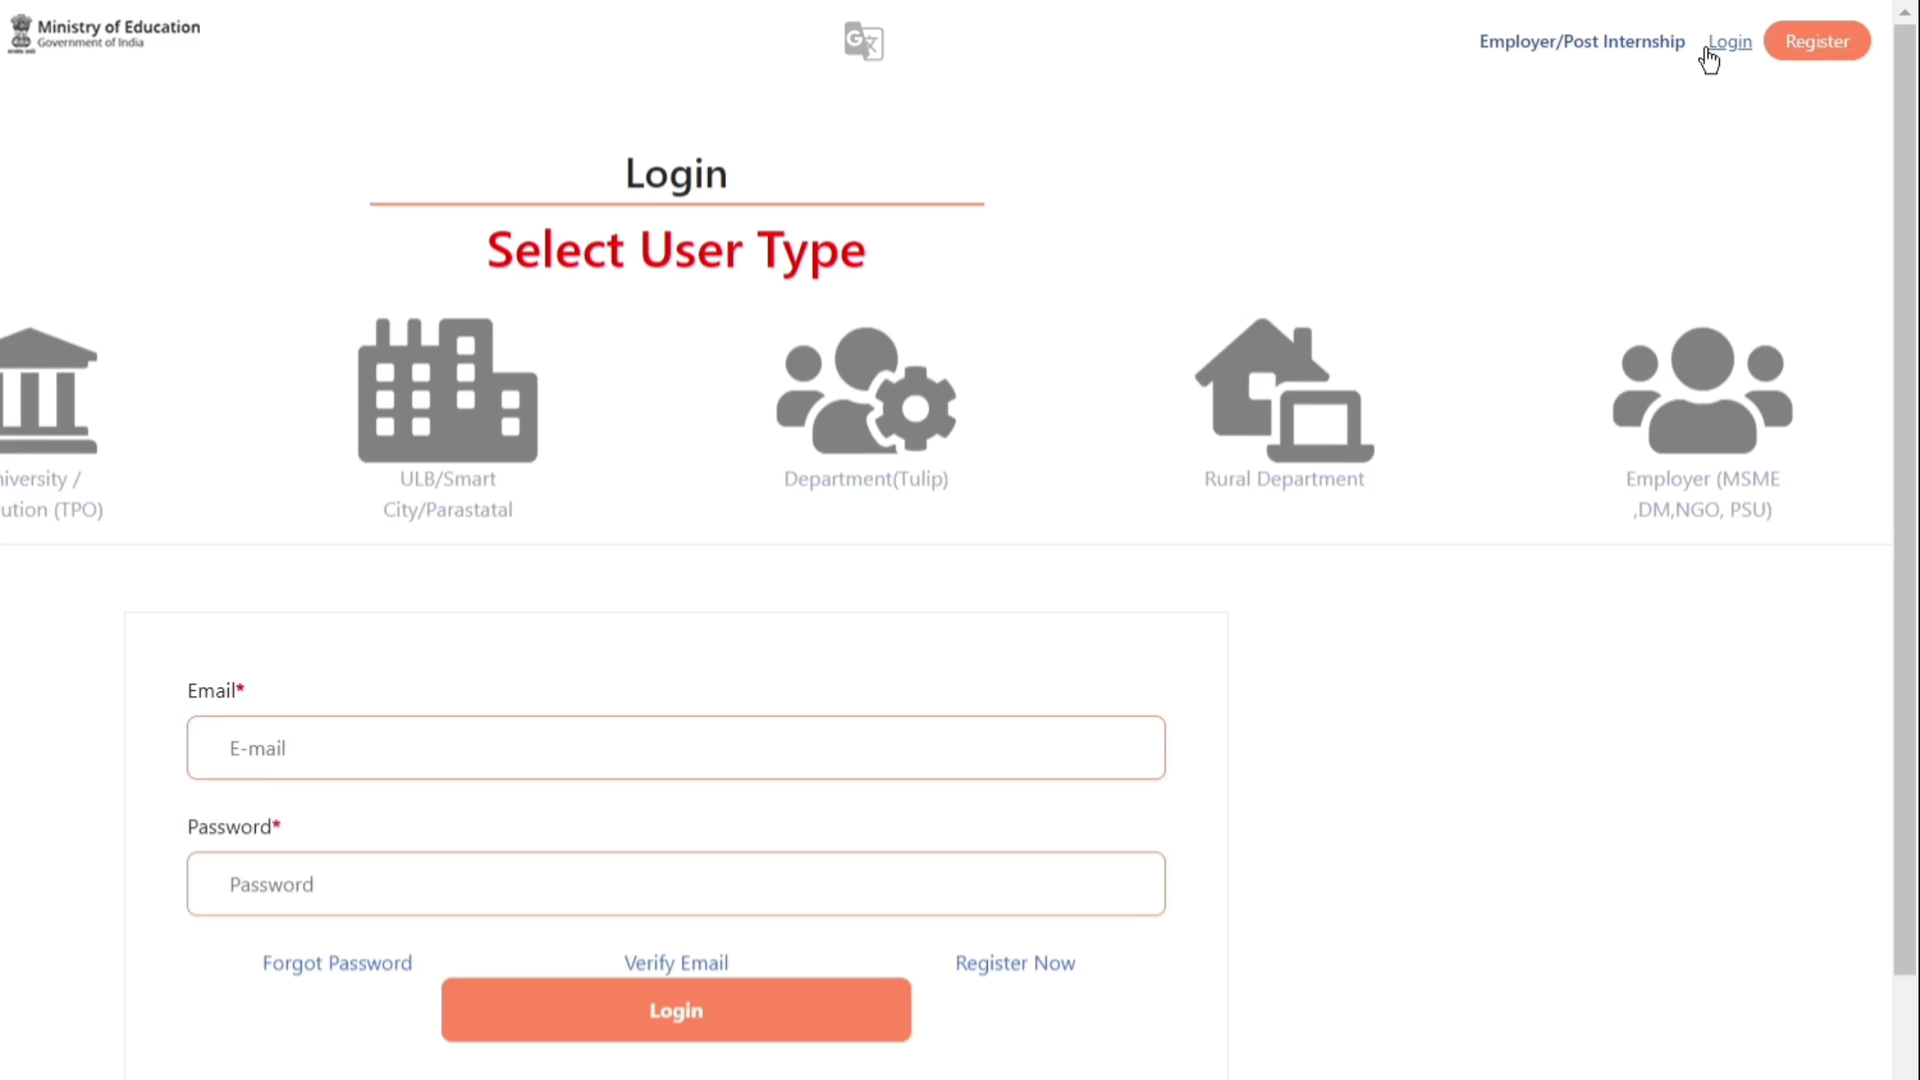 Ministry of Education
Government of India
Employer/Post Internship Login Register
Login
Select User Type
niversity /
ution (TPO)
ULB/Smart
City/Parastatal
Department(Tulip)
Rural Department
Employer (MSME
,DM,NGO, PSU)
Email*
E-mail
Password*
Password
Forgot Password Verify Email Register Now
Login